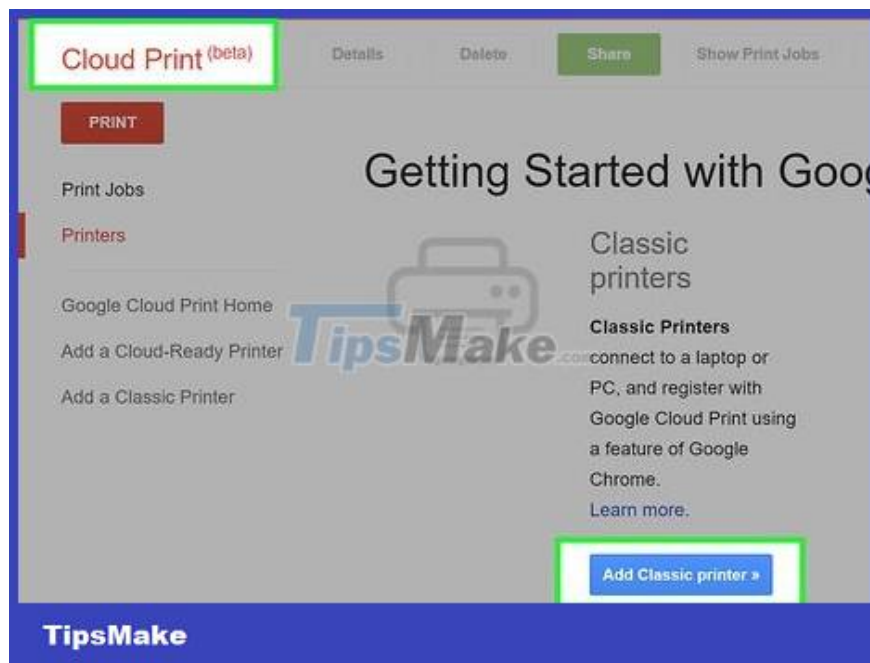 Cloud Print (beta)
Details Delete Share Show Print Jobs
PRINT
Print Jobs
Printers
Google Cloud Print Home
Add a Cloud-Ready Printer
Add a Classic Printer
Getting Started with Goog
Classic
printers
Classic Printers
connect to a laptop or
PC, and register with
Google Cloud Print using
a feature of Google
Chrome.
Learn more.
Add Classic printer »
TipsMake.com
TipsMake